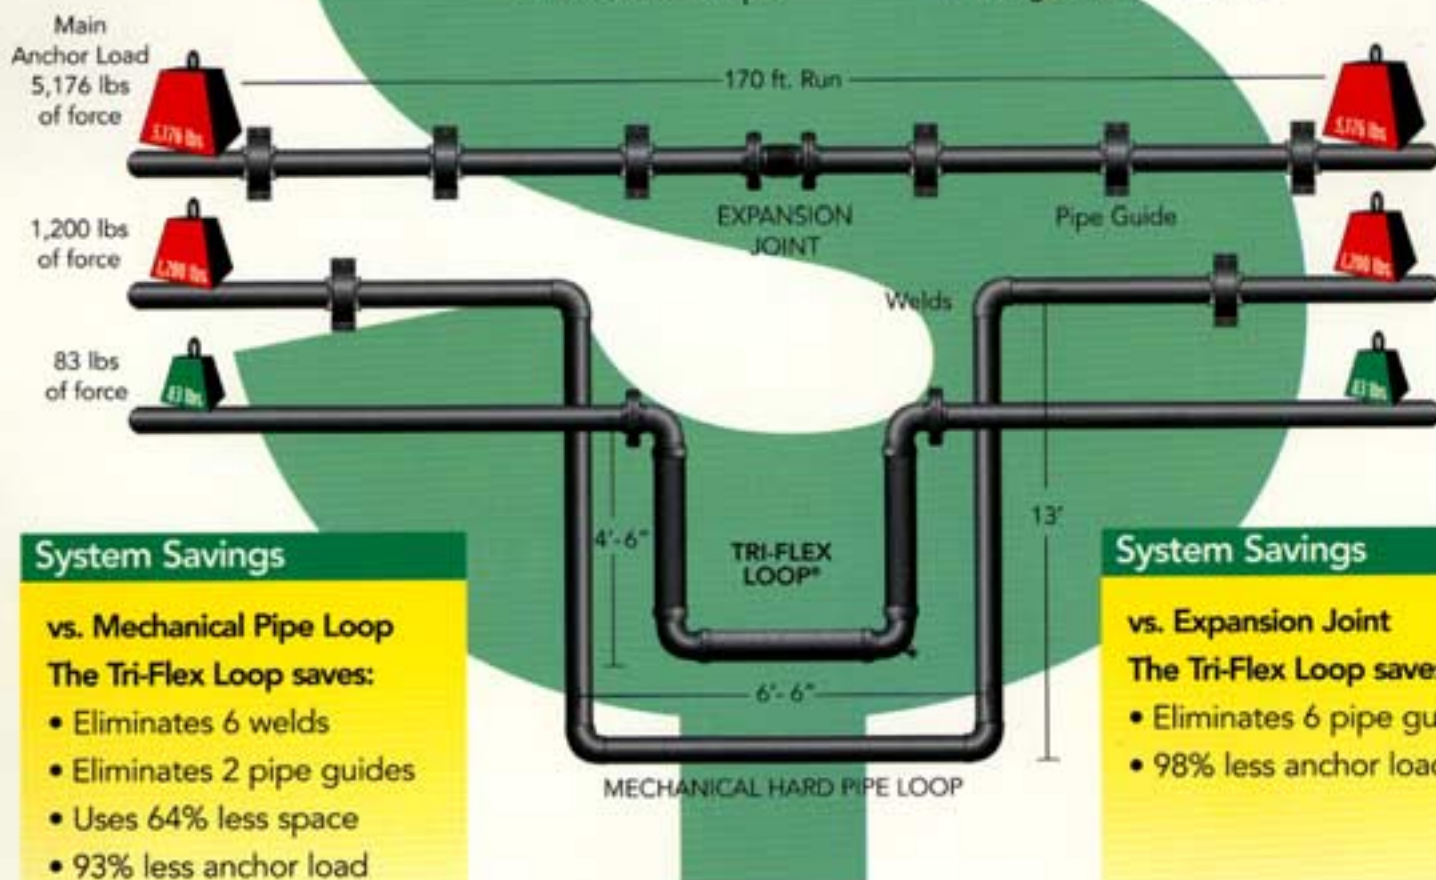 Main
Anchor Load
5,176 lbs
of force
5,176 lbs
170 ft. Run
5,176 lbs
EXPANSION
JOINT
Pipe Guide
1,200 lbs
of force
1,200 lbs
1,200 lbs
Welds
83 lbs
of force
83 lbs
83 lbs
4'-6"
TRI-FLEX
LOOP®
13'
6'-6"
MECHANICAL HARD PIPE LOOP
System Savings
vs. Mechanical Pipe Loop
The Tri-Flex Loop saves:
• Eliminates 6 welds
• Eliminates 2 pipe guides
• Uses 64% less space
• 93% less anchor load
System Savings
vs. Expansion Joint
The Tri-Flex Loop
• Eliminates 6 pipe
• 98% less anchor